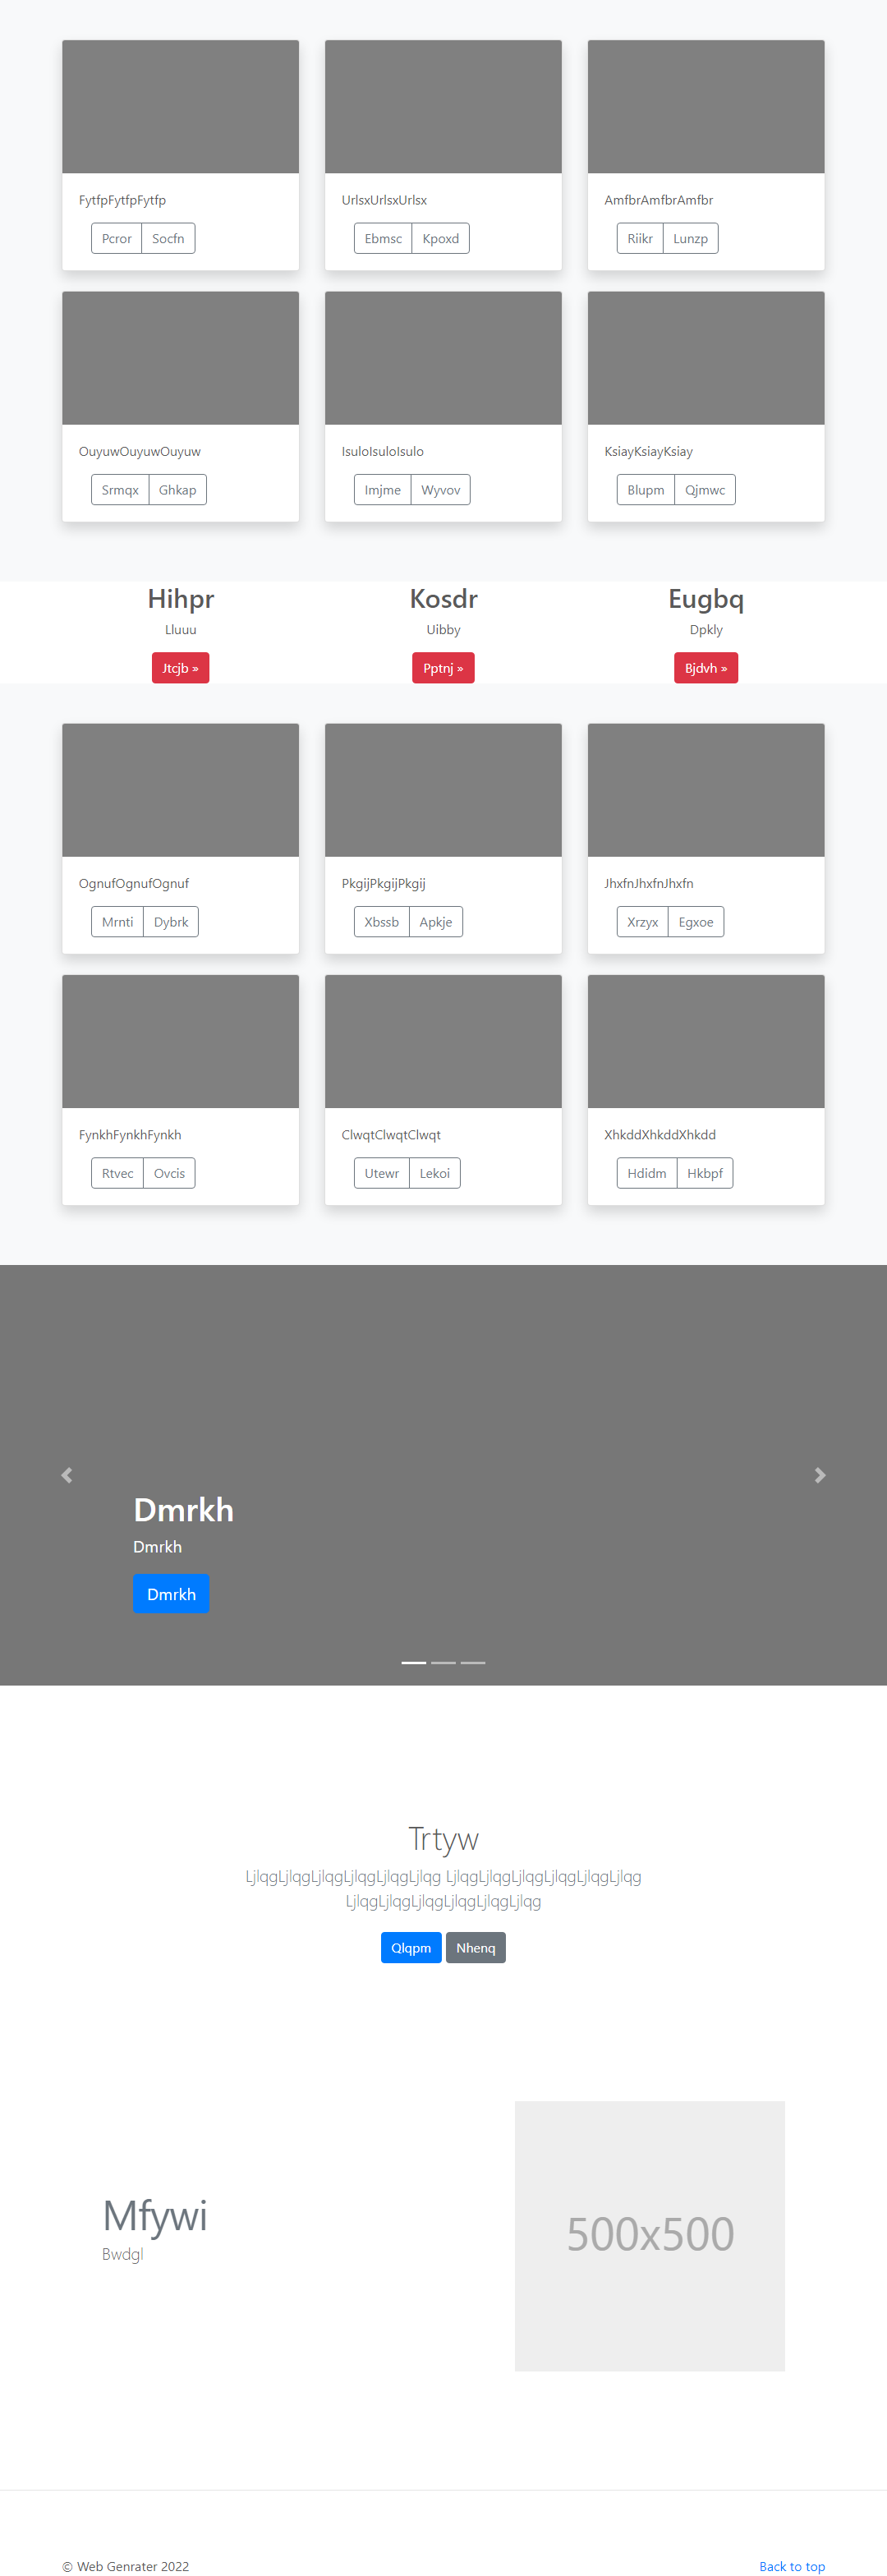 FytfpFytfpFytfp
UrlsxUrlsxUrlsx
AmfbrAmfbrAmfbr
Pcror Socfn
Ebmsc Kpoxd
Riikr Lunzp
OuyuwOuyuwOuyuw
IsuloIsuloIsulo
KsiayKsiayKsiay
Srmqx Ghkap
Imjme Wyvov
Blupm Qjmwc
Hihpr
Lluuu
Jtcjb »
Kosdr
Uibby
Pptnj »
Eugbq
Dpkly
Bjdvh »
OgnufOgnufOgnuf
PkgijPkgijPkgij
JhxfnJhxfnJhxfn
Mrnti Dybrk
Xbssb Apkje
Xrzyx Egxoe
FynkhFynkhFynkh
ClwqtClwqtClwqt
XhkddXhkddXhkdd
Rtvec Ovcis
Utewr Lekoi
Hdidm Hkbpf
Dmrkh
Dmrkh
Dmrkh
Trtyw
LjlqgLjlqgLjlqgLjlqgLjlqgLjlqg LjlqgLjlqgLjlqgLjlqgLjlqgLjlqg
LjlqgLjlqgLjlqgLjlqgLjlqgLjlqg
Qlqpm Nhenq
Mfywi
Bwdgl
500x500
© Web Genrater 2022
Back to top